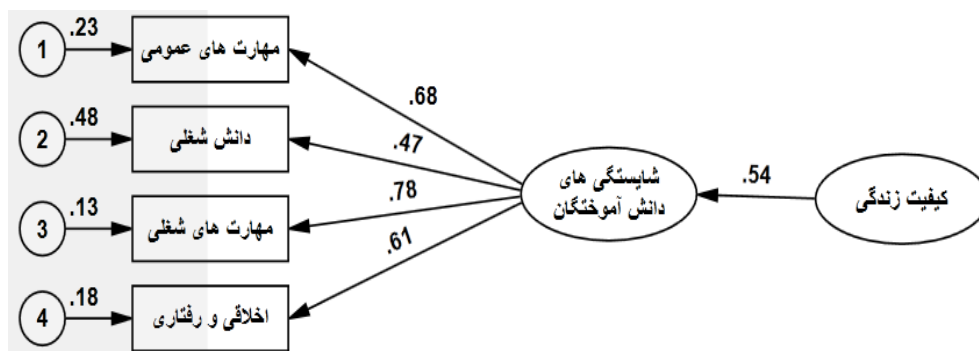 1
.23
مهارت های عمومی
2
.48
دانش شغلی
3
.13
مهارت های شغلی
4
.18
اخلاقی و رفتاری
.68
.47
.78
.61
شایستگی های
دانش آموختگان
.54
کیفیت زندگی